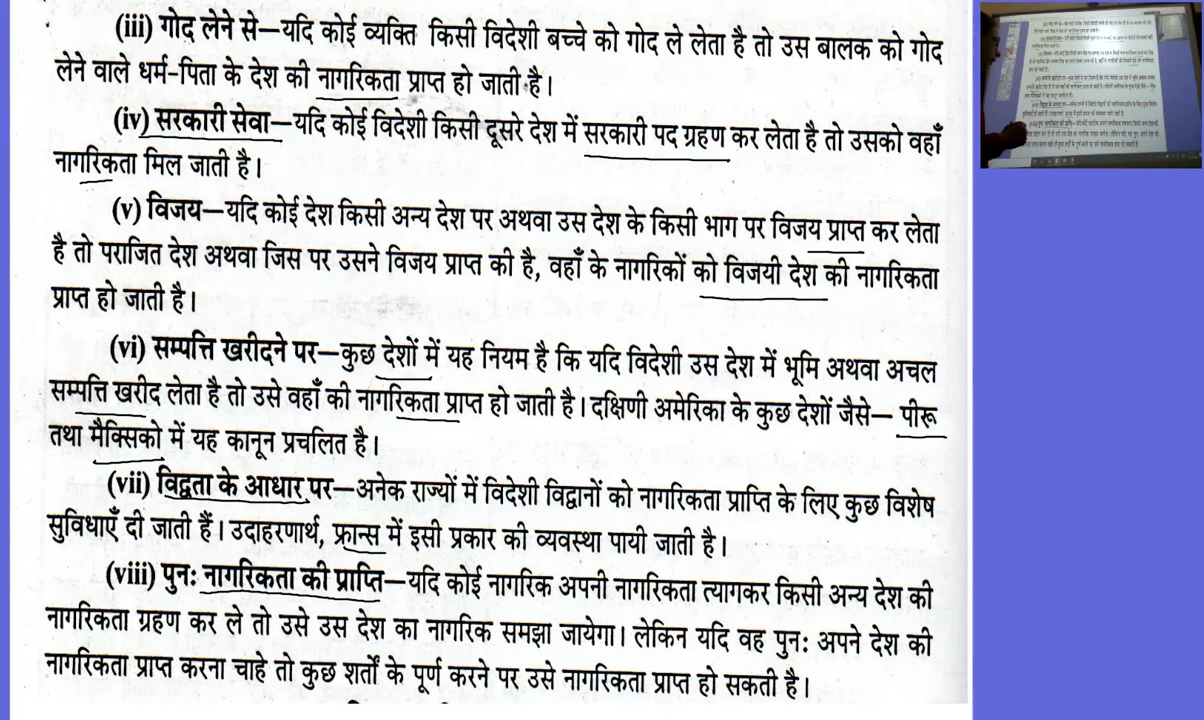 (iii) गोद लेने से—यदि कोई व्यक्ति किसी विदेशी बच्चे को गोद ले लेता है तो उस बालक को गोद
लेने वाले धर्म-पिता के देश की नागरिकता प्राप्त हो जाती है।
(iv) सरकारी सेवा—यदि कोई विदेशी किसी दूसरे देश में सरकारी पद ग्रहण कर लेता है तो उसको वहाँ
नागरिकता मिल जाती है।
(v) विजय—यदि कोई देश किसी अन्य देश पर अथवा उस देश के किसी भाग पर विजय प्राप्त कर लेता
है तो पराजित देश अथवा जिस पर उसने विजय प्राप्त की है, वहाँ के नागरिकों को विजयी देश की नागरिकता
प्राप्त हो जाती है।
(vi) सम्पत्ति खरीदने पर—कुछ देशों में यह नियम है कि यदि विदेशी उस देश में भूमि अथवा अचल
सम्पत्ति खरीद लेता है तो उसे वहाँ की नागरिकता प्राप्त हो जाती है। दक्षिणी अमेरिका के कुछ देशों जैसे— पीरू
तथा मैक्सिको में यह कानून प्रचलित है।
(vii) विद्वता के आधार पर—अनेक राज्यों में विदेशी विद्वानों को नागरिकता प्राप्ति के लिए कुछ विशेष
सुविधाएँ दी जाती हैं। उदाहरणार्थ, फ्रान्स में इसी प्रकार की व्यवस्था पायी जाती है।
(viii) पुनः नागरिकता की प्राप्ति—यदि कोई नागरिक अपनी नागरिकता त्यागकर किसी अन्य देश की
नागरिकता ग्रहण कर ले तो उसे उस देश का नागरिक समझा जायेगा। लेकिन यदि वह पुनः अपने देश की
नागरिकता प्राप्त करना चाहे तो कुछ शर्तों के पूर्ण करने पर उसे नागरिकता प्राप्त हो सकती है।